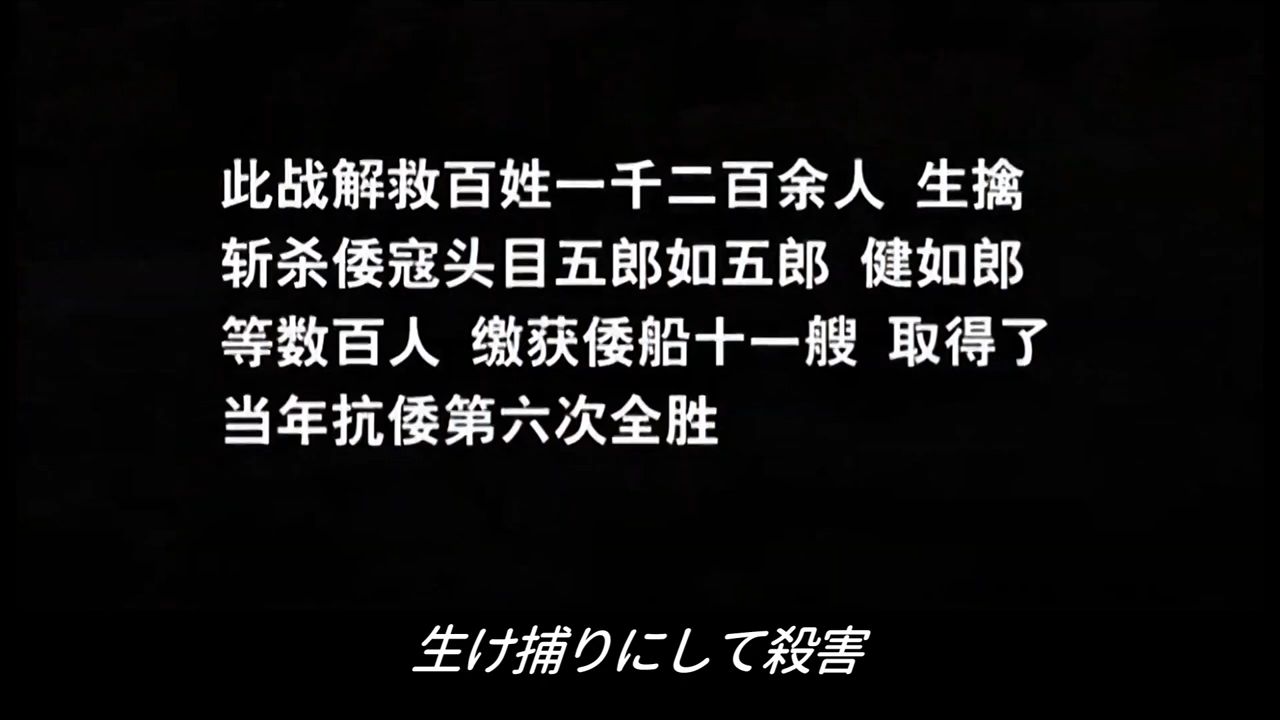 此战解救百姓一千二百余人 生擒
斩杀倭寇头目五郎如五郎 健如郎
等数百人 缴获倭船十一艘 取得了
当年抗倭第六次全胜
生け捕りにして殺害